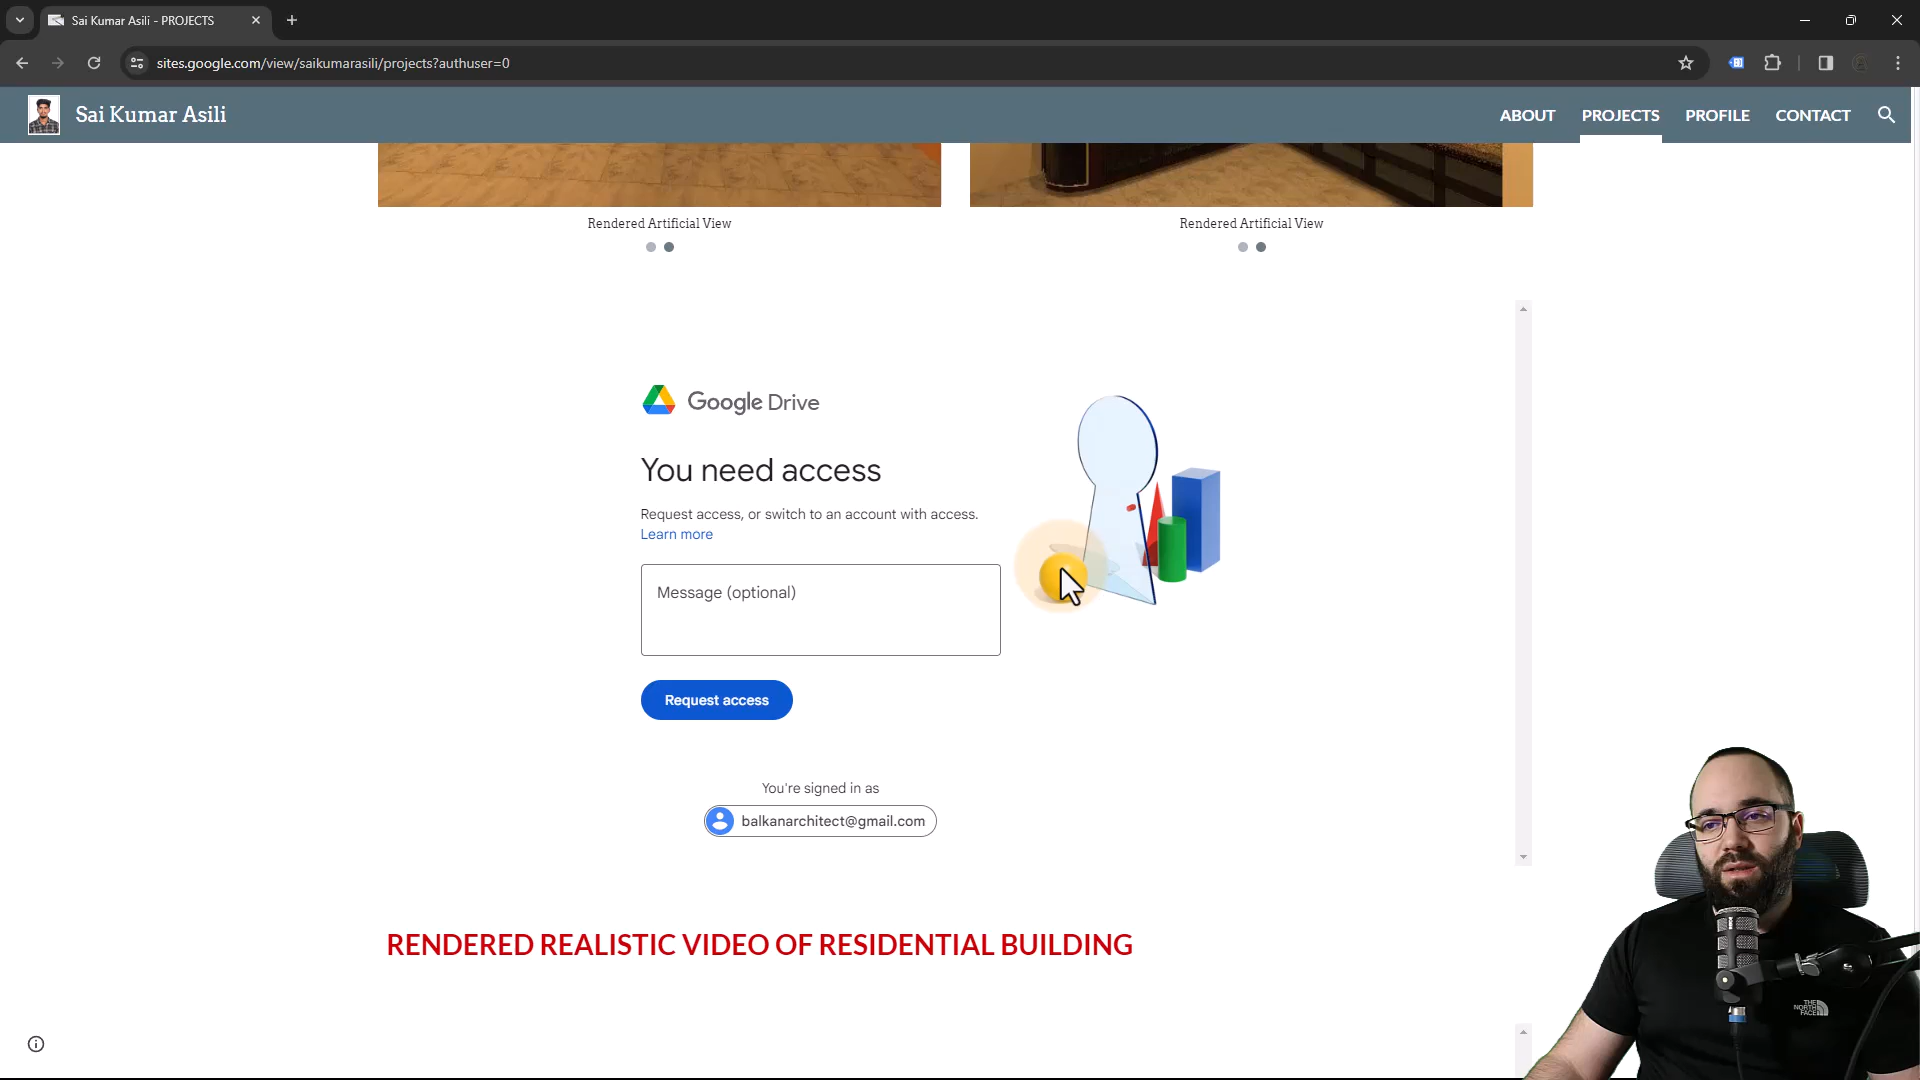 Sai Kumar Asili - PROJECTS
sites.google.com/view/saikumarasili/projects?authuser=0
Sai Kumar Asili
ABOUT
PROJECTS
PROFILE
CONTACT
Rendered Artificial View
Rendered Artificial View
Google Drive
You need access
Request access, or switch to an account with access.
Learn more
Message (optional)
Request access
You're signed in as
balkanarchitect@gmail.com
RENDERED REALISTIC VIDEO OF RESIDENTIAL BUILDING
THE
NORTH
FACE